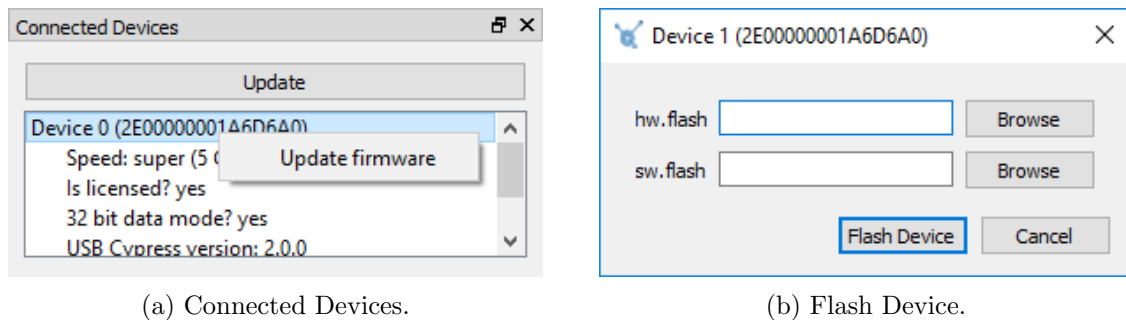 Connected Devices
Update
Device 0 (2E00000001A6D6A0)
Speed: super (5
Update firmware
Is licensed? yes
32 bit data mode? yes
USB Cypress version: 2.0.0
(a) Connected Devices.
Device 1 (2E00000001A6D6A0)
hw.flash Browse
sw.flash Browse
Flash Device Cancel
(b) Flash Device.